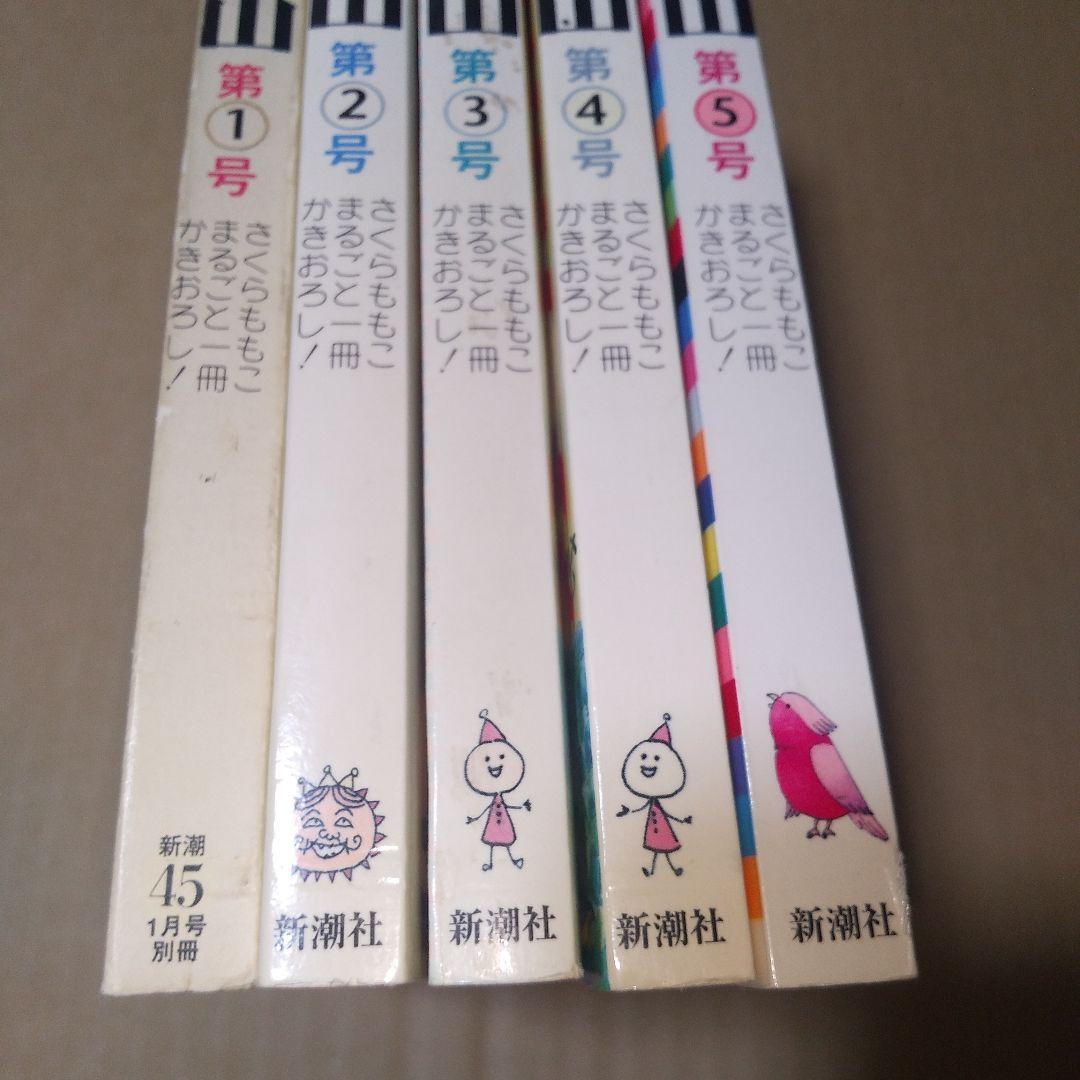 第
1
号
さくらももこ
まるごと一冊
かきおろし!
新潮
45
1月号
別冊
第
2
号
さくらももこ
まるごと一冊
かきおろし!
新潮社
第
3
号
さくらももこ
まるごと一冊
かきおろし!
新潮社
第
4
号
さくらももこ
まるごと一冊
かきおろし!
新潮社
第
5
号
さくらももこ
まるごと一冊
かきおろし!
新潮社